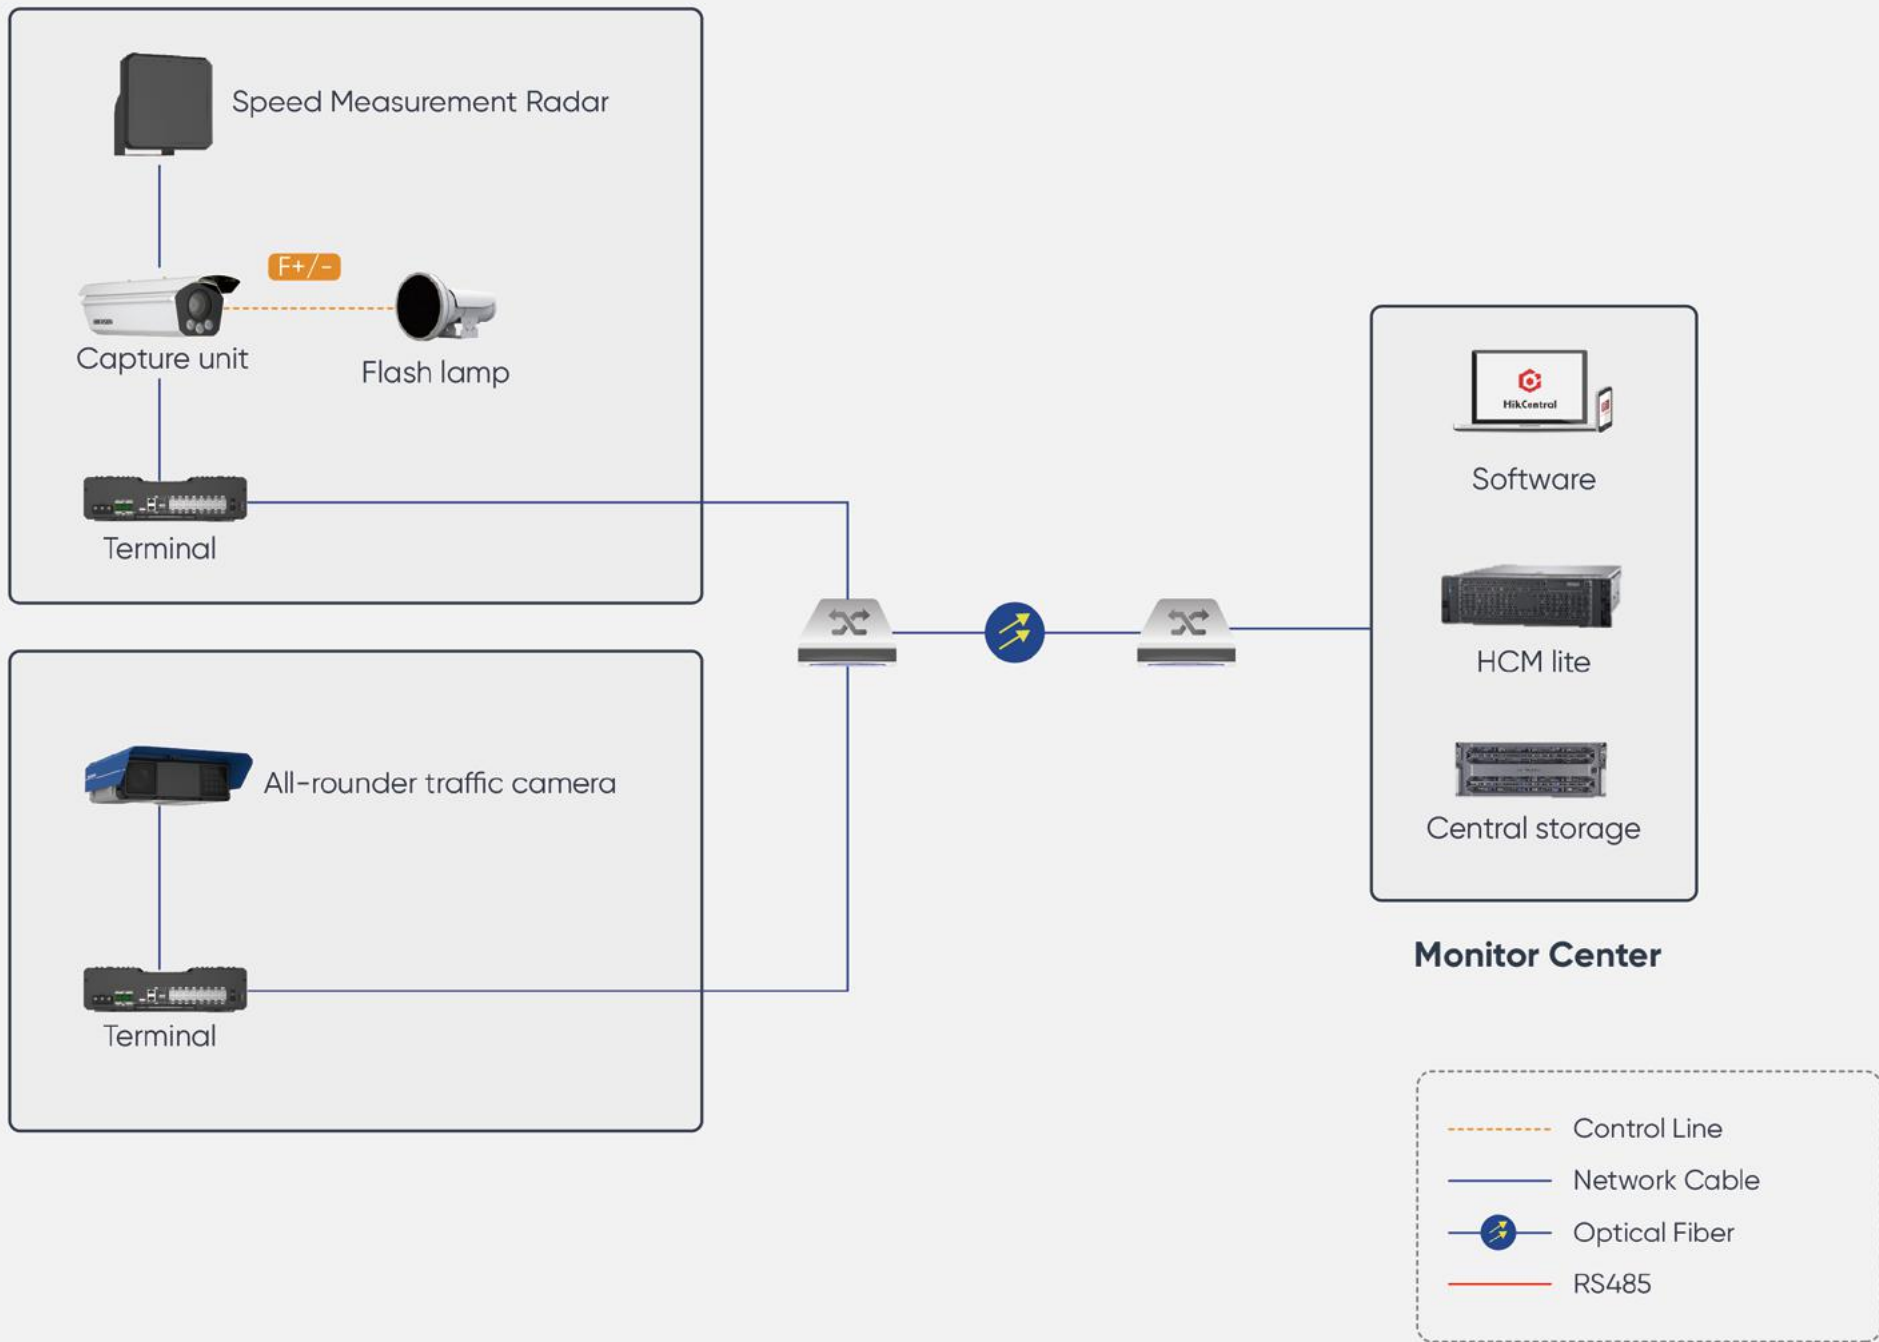 Speed Measurement Radar
F+/-
Capture unit
Flash lamp
Terminal
All-rounder traffic camera
Terminal
HikCentral
Software
HCM lite
Central storage
Monitor Center
Control Line
Network Cable
Optical Fiber
RS485